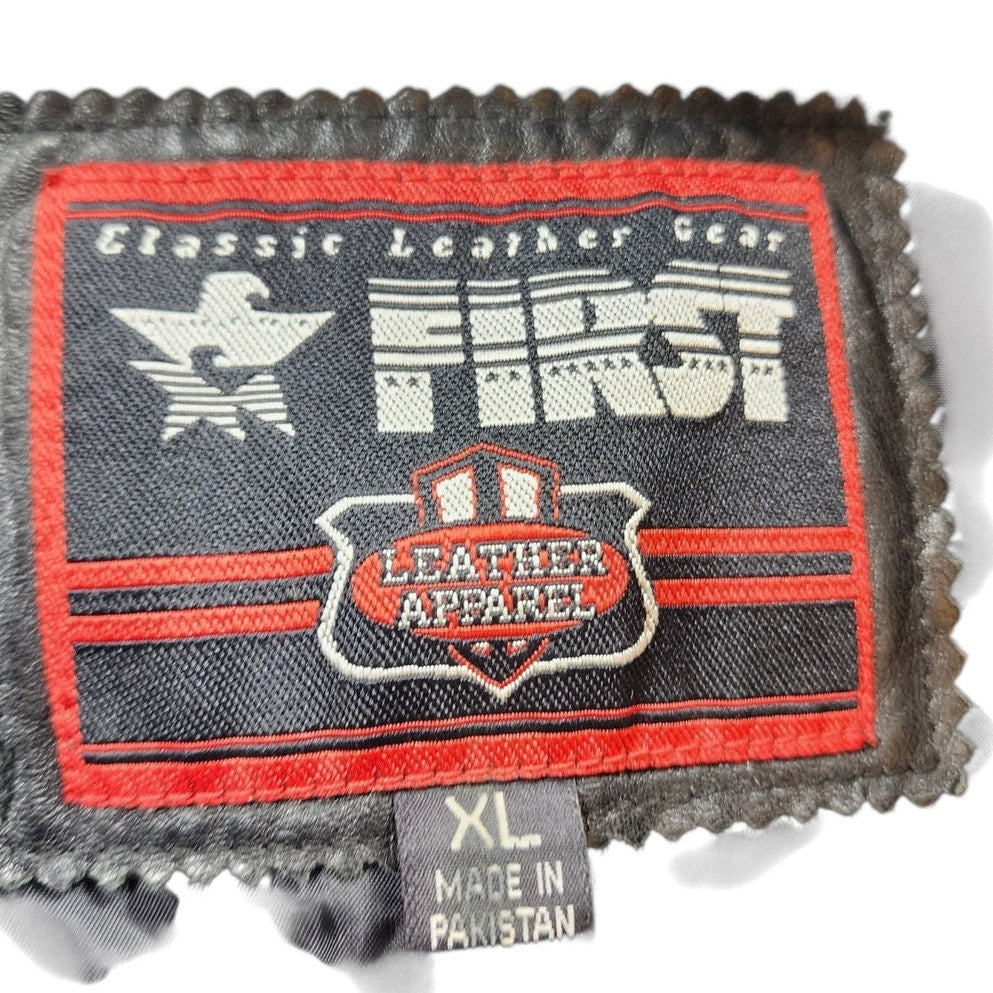 Classic Leather Gear
FIRST
LEATHER
APPAREL
XL
MADE IN
PAKISTAN